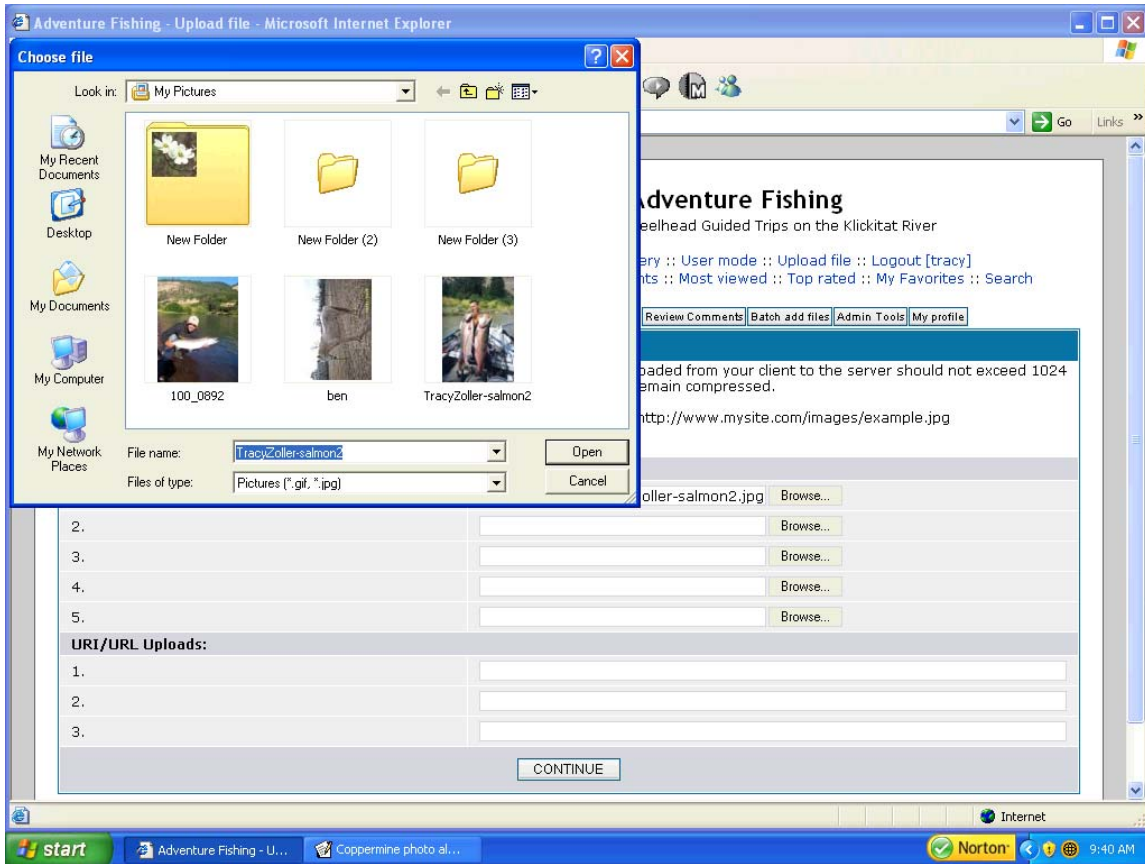 Adventure Fishing - Upload file - Microsoft Internet Explorer
Choose file
Look in: My Pictures
My Recent Documents
Desktop
My Documents
My Computer
My Network Places
New Folder
New Folder (2)
New Folder (3)
100_0892
ben
TracyZoller-salmon2
File name: TracyZoller-salmon2
Open
Files of type: Pictures (*.gif, *.jpg)
Cancel
Go Links »
Adventure Fishing
eelhead Guided Trips on the Klickitat River
ery :: User mode :: Upload file :: Logout [tracy]
nts :: Most viewed :: Top rated :: My Favorites :: Search
Review Comments Batch add files Admin Tools My profile
oaded from your client to the server should not exceed 1024
emain compressed.
http://www.mysite.com/images/example.jpg
oller-salmon2.jpg Browse...
2. Browse...
3. Browse...
4. Browse...
5. Browse...
URI/URL Uploads:
1.
2.
3.
CONTINUE
Internet
start Adventure Fishing - U... Coppermine photo al... Norton 9:40 AM